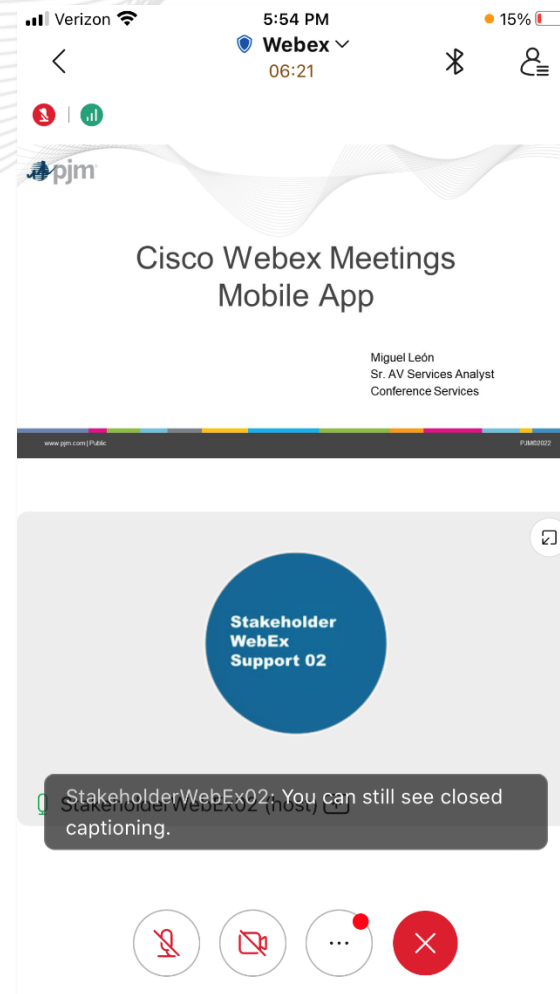 Verizon 5:54 PM 15%
Webex
06:21
pjm
Cisco Webex Meetings
Mobile App
Miguel León
Sr. AV Services Analyst
Conference Services
www.pjm.com | Public PJM©2022
Stakeholder
WebEx
Support 02
StakeholderWebEx02 (host)
StakeholderWebEx02: You can still see closed
captioning.